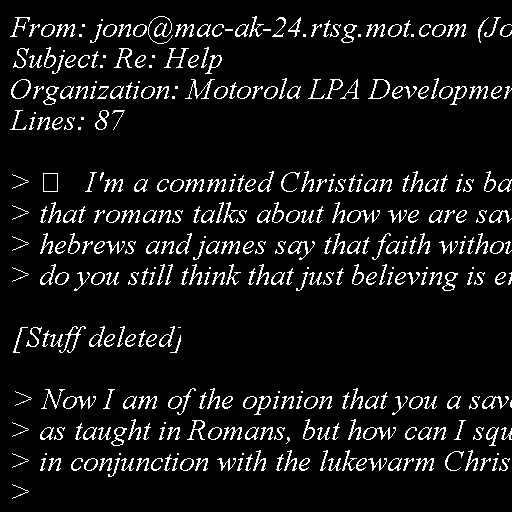 From: jono@mac-ak-24.rtsg.mot.com (Jo
Subject: Re: Help
Organization: Motorola LPA Developmen
Lines: 87
> I'm a commited Christian that is ba
> that romans talks about how we are sav
> hebrews and james say that faith withou
> do you still think that just believing is e
[Stuff deleted]
> Now I am of the opinion that you a save
> as taught in Romans, but how can I squ
> in conjunction with the lukewarm Chris
>